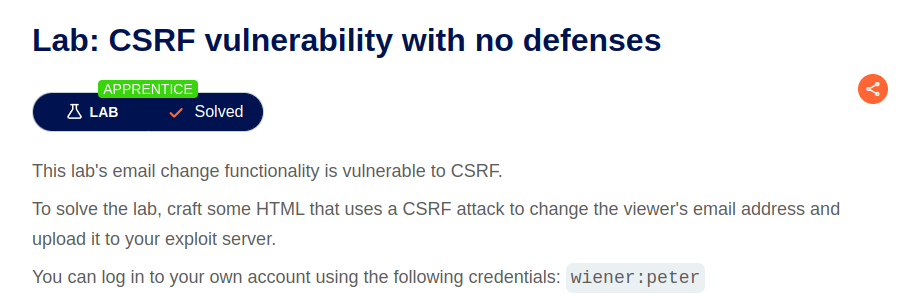 Lab: CSRF vulnerability with no defenses
APPRENTICE
LAB Solved
This lab's email change functionality is vulnerable to CSRF.
To solve the lab, craft some HTML that uses a CSRF attack to change the viewer's email address and
upload it to your exploit server.
You can log in to your own account using the following credentials: wiener:peter